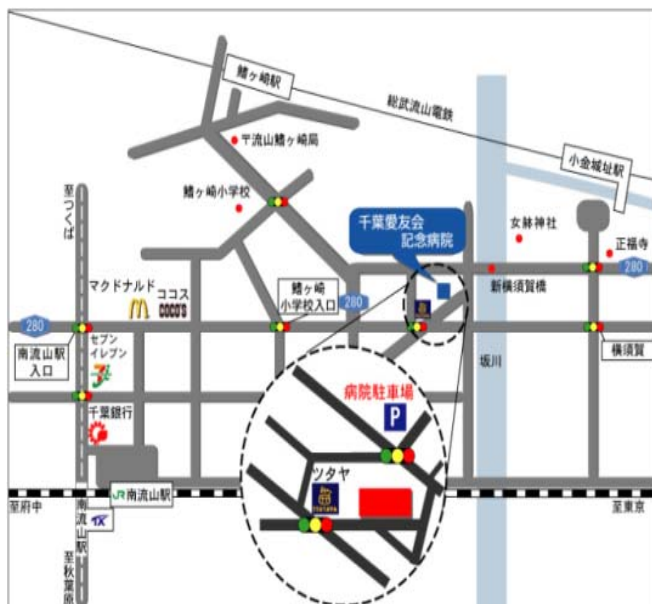 鰭ヶ崎駅
総武流山電鉄
小金城址駅
〒流山鰭ヶ崎局
鰭ヶ崎小学校
至つくば
千葉愛友会
記念病院
女躰神社
正福寺
280
新横須賀橋
マクドナルド
ココス
COCO'S
鰭ヶ崎
小学校入口
280
280
南流山駅
入口
セブン
イレブン
横須賀
坂川
病院駐車場
P
千葉銀行
ツタヤ
JR南流山駅
至府中
南流山駅
TX
至東京
至秋葉原